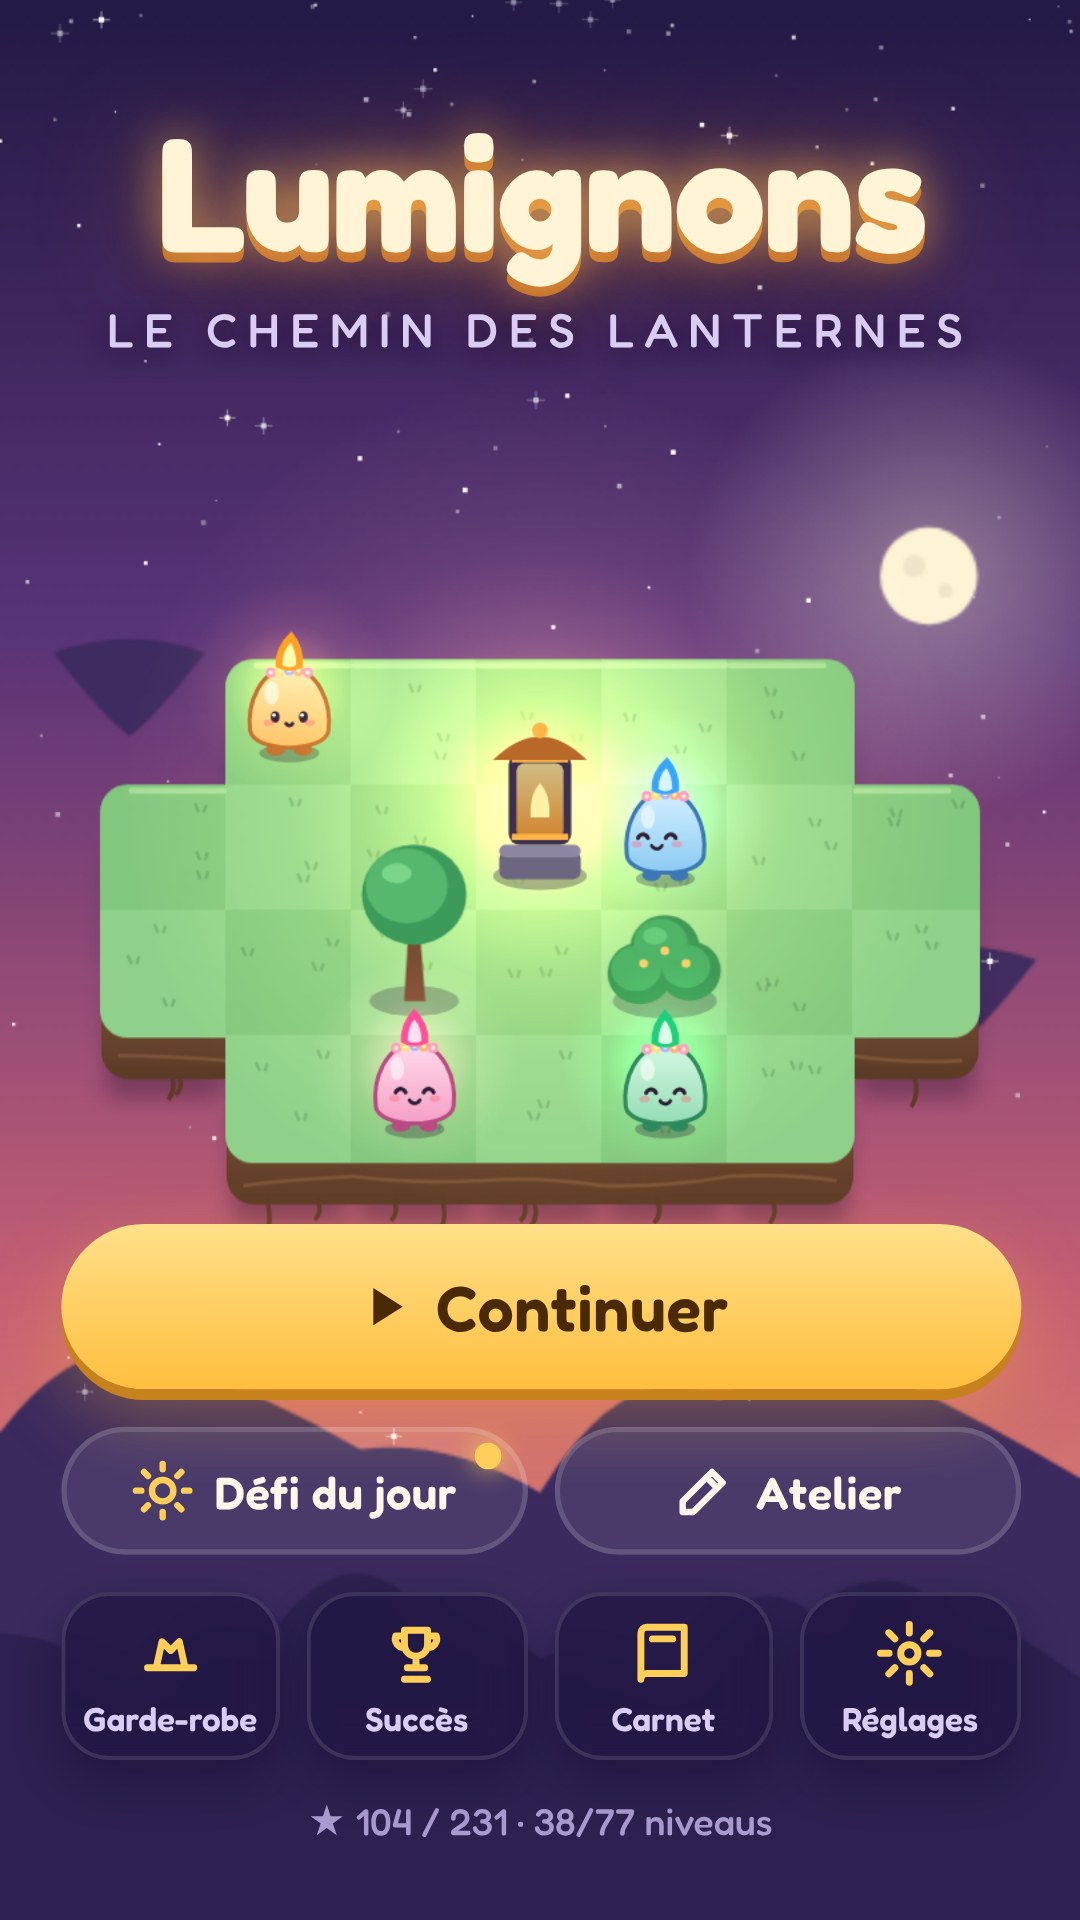 Lumignons
LE CHEMIN DES LANTERNES
Continuer
Défi du jour
Atelier
Garde-robe
Succès
Carnet
Réglages
★ 104 / 231 · 38/77 niveaus